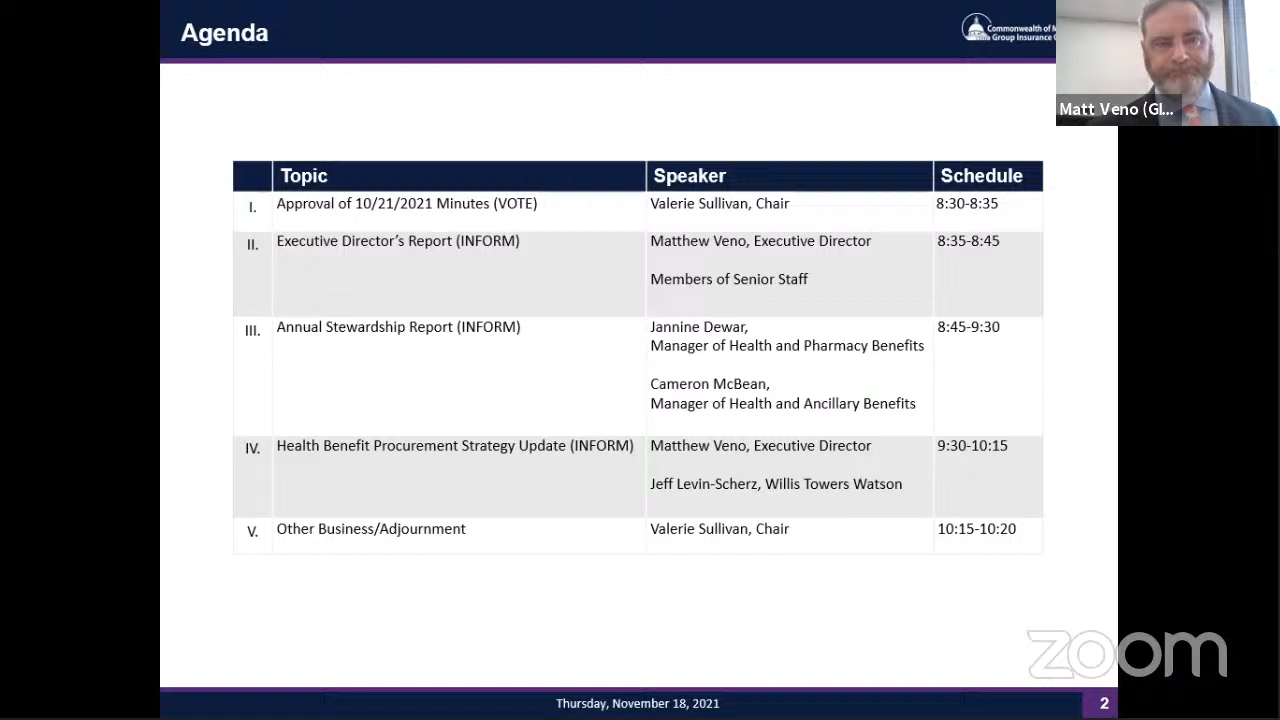 Agenda
Commonwealth of M
Group Insurance C
Matt Veno (GI...
Topic Speaker Schedule
I. Approval of 10/21/2021 Minutes (VOTE) Valerie Sullivan, Chair 8:30-8:35
II. Executive Director's Report (INFORM) Matthew Veno, Executive Director 8:35-8:45
Members of Senior Staff
III. Annual Stewardship Report (INFORM) Jannine Dewar, 8:45-9:30
Manager of Health and Pharmacy Benefits
Cameron McBean,
Manager of Health and Ancillary Benefits
IV. Health Benefit Procurement Strategy Update (INFORM) Matthew Veno, Executive Director 9:30-10:15
Jeff Levin-Scherz, Willis Towers Watson
V. Other Business/Adjournment Valerie Sullivan, Chair 10:15-10:20
zoom
Thursday, November 18, 2021
2